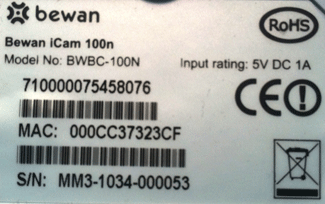 bewan
RoHS
Bewan iCam 100n
Model No: BWBC-100N
Input rating: 5V DC 1A
710000075458076
CE!
MAC: 000CC37323CF
S/N: MM3-1034-000053